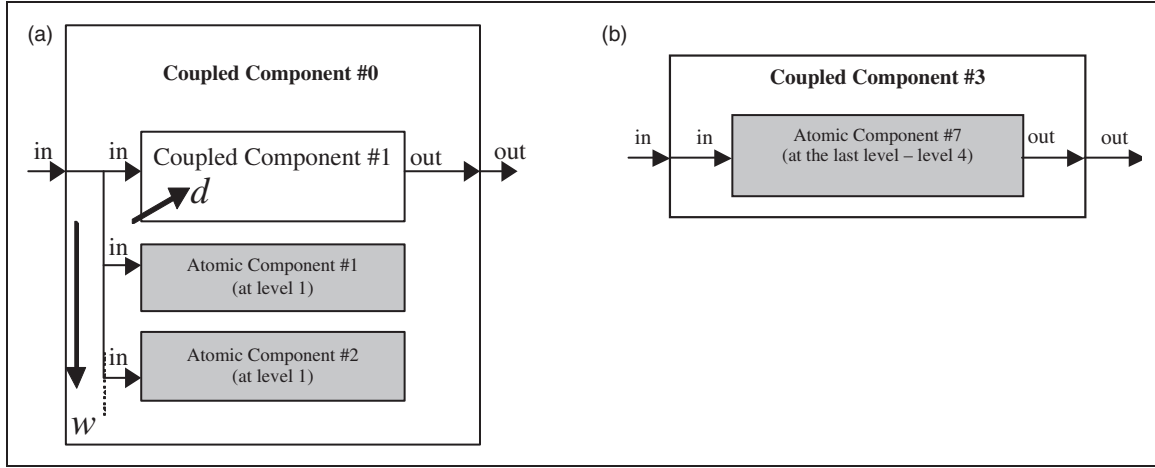 (a)
Coupled Component #0
in
in
Coupled Component #1
out
out
d
in
Atomic Component #1
(at level 1)
in
Atomic Component #2
(at level 1)
w
(b)
Coupled Component #3
in
in
Atomic Component #7
(at the last level – level 4)
out
out